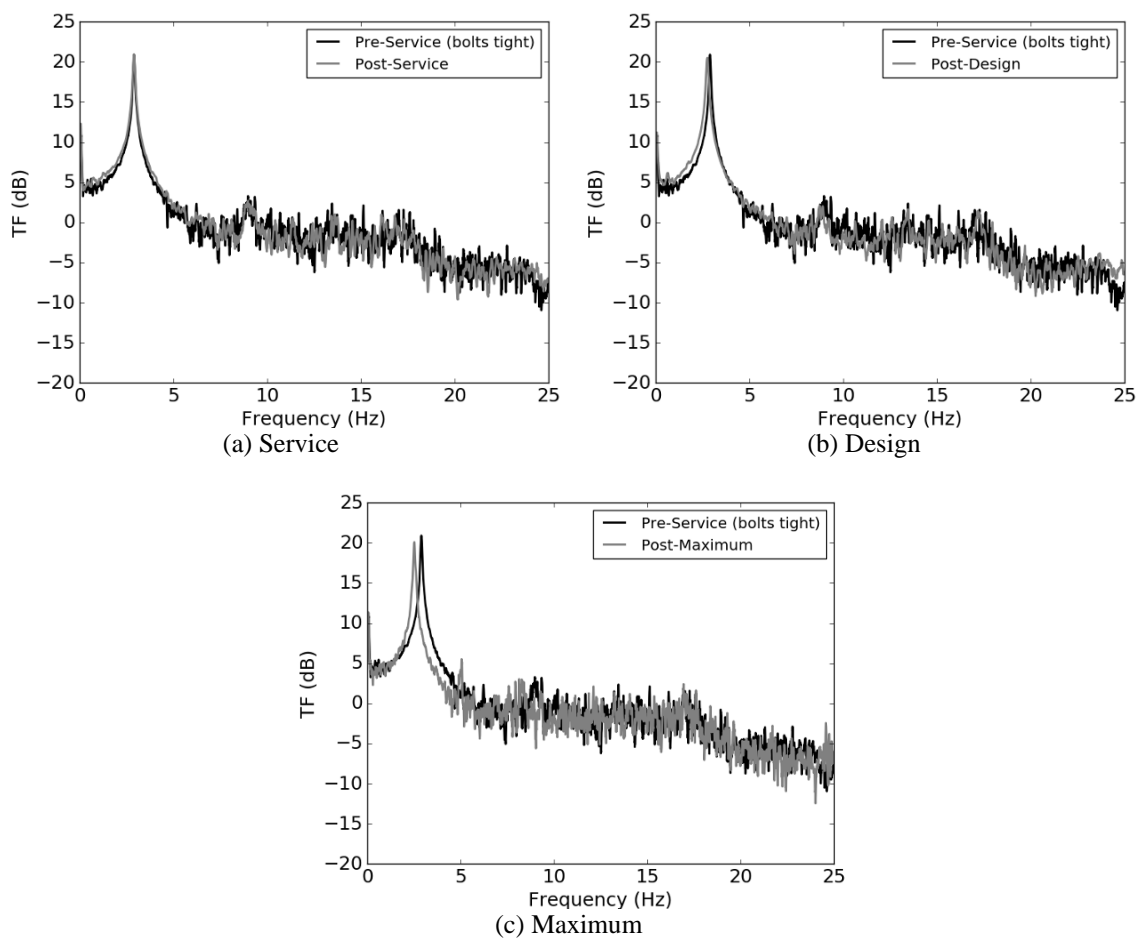 25
20
15
10
5
0
−5
−10
−15
−20
TF (dB)
Pre-Service (bolts tight)
Post-Service
0 5 10 15 20 25
Frequency (Hz)
(a) Service
25
20
15
10
5
0
−5
−10
−15
−20
TF (dB)
Pre-Service (bolts tight)
Post-Design
0 5 10 15 20 25
Frequency (Hz)
(b) Design
25
20
15
10
5
0
−5
−10
−15
−20
TF (dB)
Pre-Service (bolts tight)
Post-Maximum
0 5 10 15 20 25
Frequency (Hz)
(c) Maximum